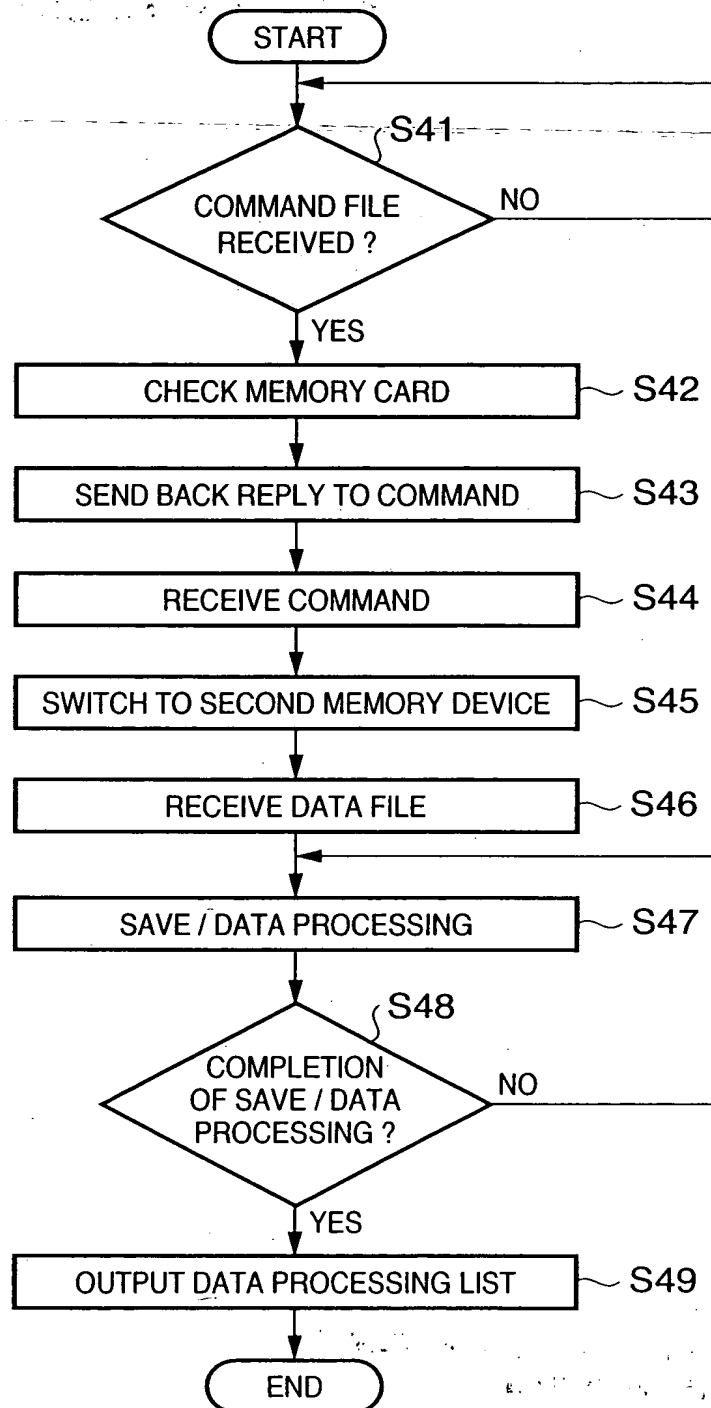 START
S41
COMMAND FILE
RECEIVED ?
NO
YES
CHECK MEMORY CARD
S42
SEND BACK REPLY TO COMMAND
S43
RECEIVE COMMAND
S44
SWITCH TO SECOND MEMORY DEVICE
S45
RECEIVE DATA FILE
S46
SAVE / DATA PROCESSING
S47
S48
COMPLETION
OF SAVE / DATA
PROCESSING ?
NO
YES
OUTPUT DATA PROCESSING LIST
S49
END